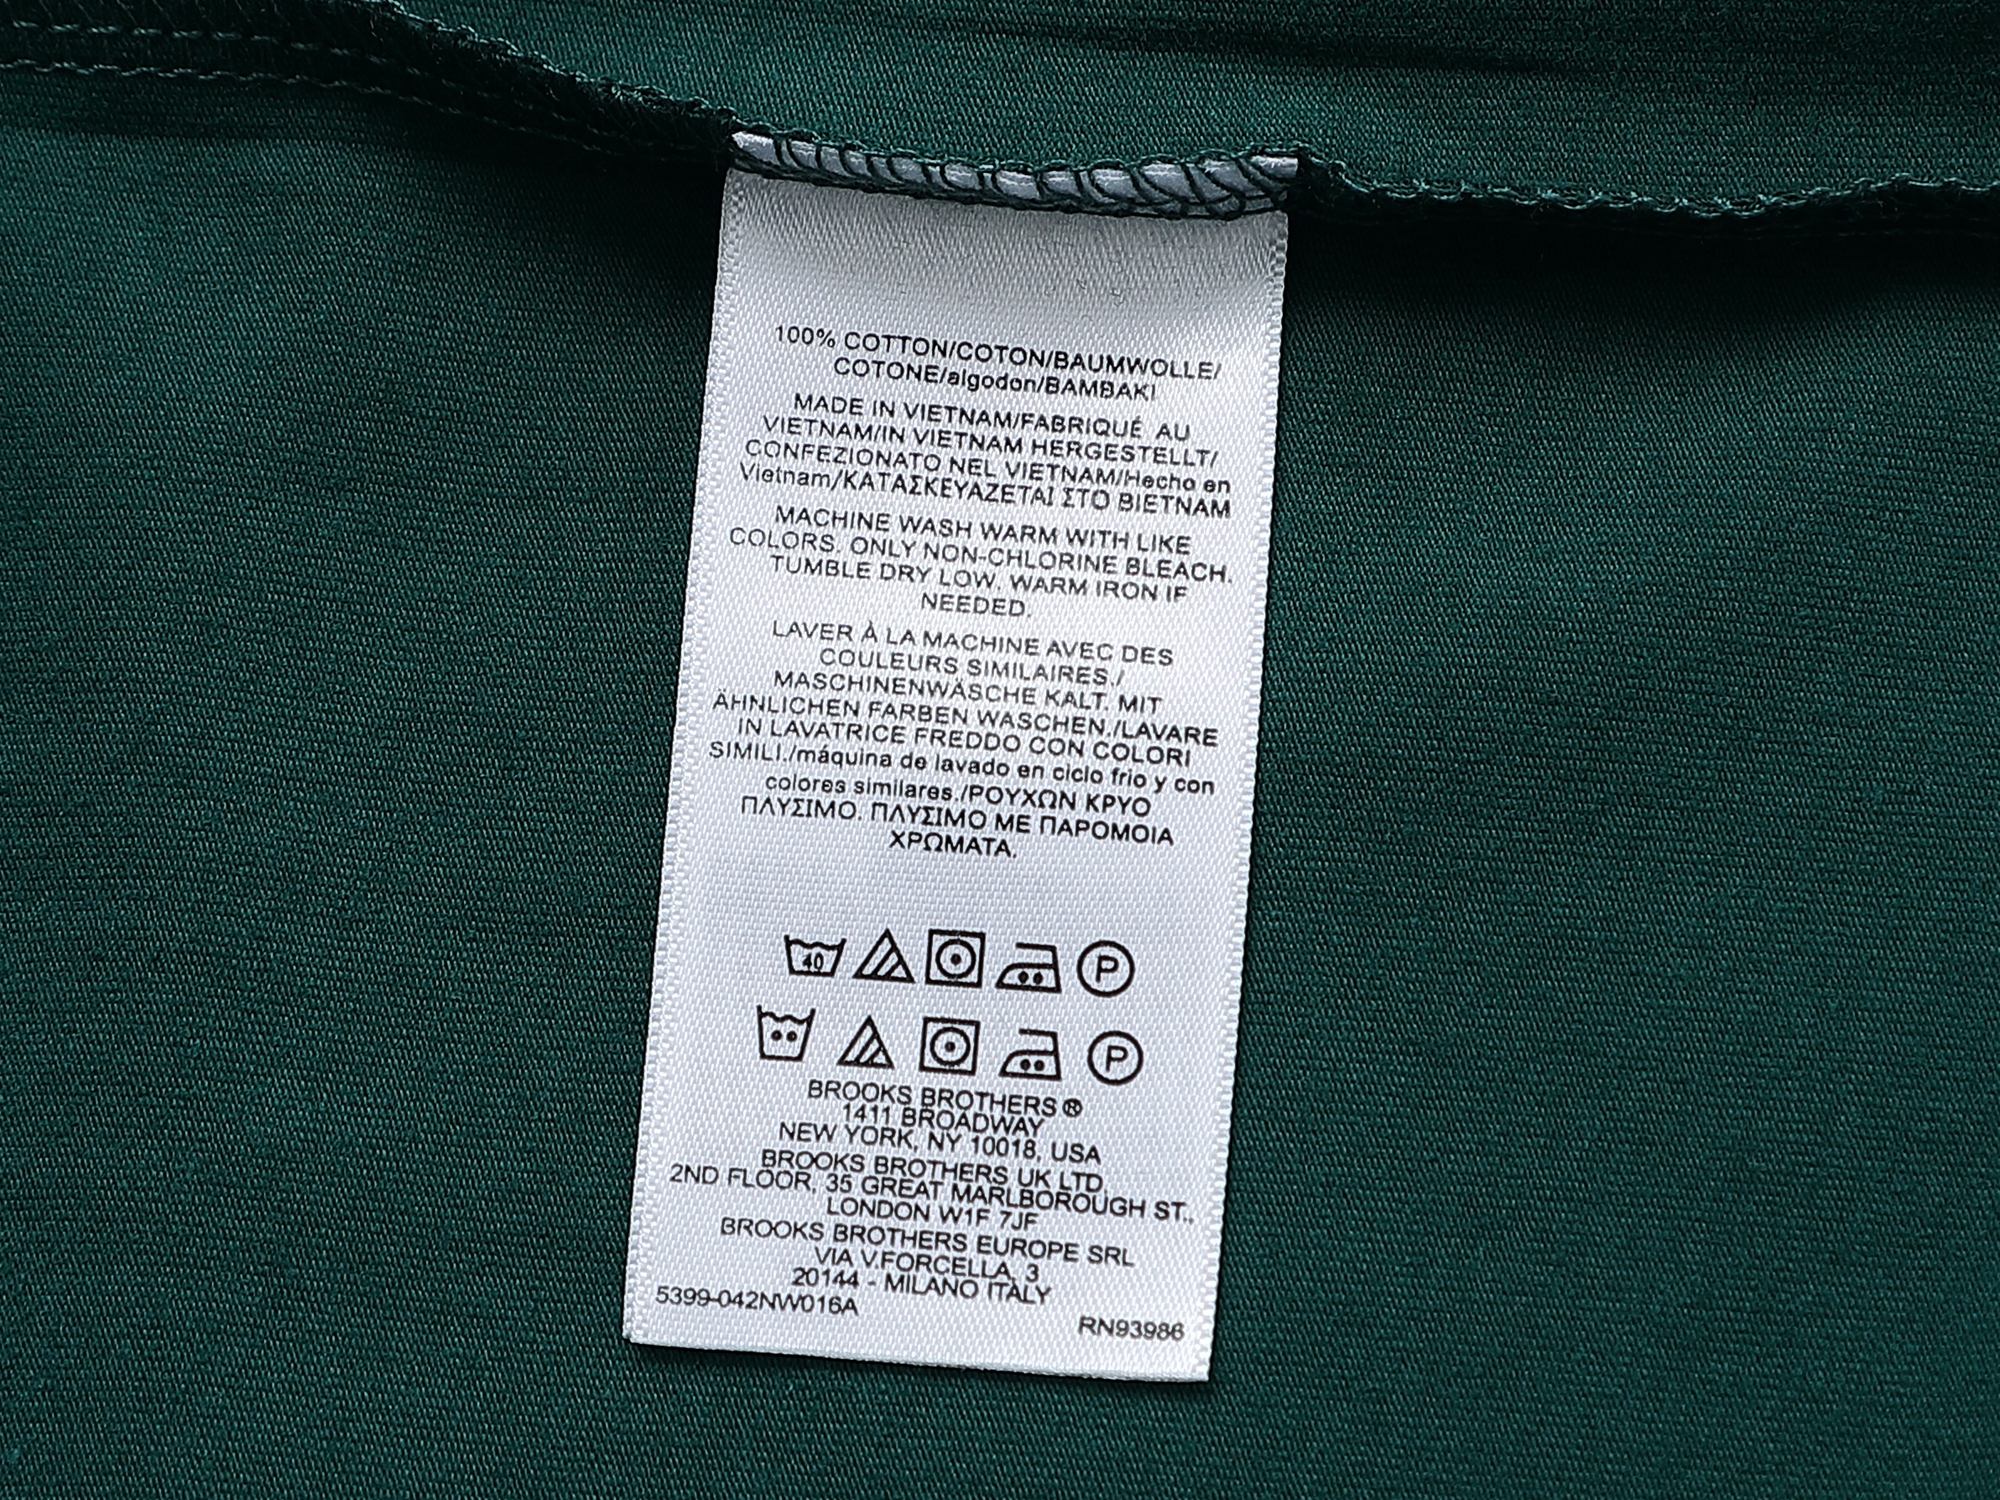 100% COTTON/COTON/BAUMWOLLE/
COTONE/algodon/BAMBAKI
MADE IN VIETNAM/FABRIQUÉ AU
VIETNAM/IN VIETNAM HERGESTELLT/
CONFEZIONATO NEL VIETNAM/Hecho en
Vietnam/ΚΑΤΑΣΚΕΥΑΖΕΤΑΙ ΣΤΟ ΒΙΕΤΝΑΜ
MACHINE WASH WARM WITH LIKE
COLORS. ONLY NON-CHLORINE BLEACH.
TUMBLE DRY LOW. WARM IRON IF
NEEDED.
LAVER À LA MACHINE AVEC DES
COULEURS SIMILAIRES./
MASCHINENWÄSCHE KALT. MIT
ÄHNLICHEN FARBEN WASCHEN./LAVARE
IN LAVATRICE FREDDO CON COLORI
SIMILI./máquina de lavado en ciclo frio y con
colores similares./ΡΟΥΧΩΝ ΚΡΥΟ
ΠΛΥΣΙΜΟ. ΠΛΥΣΙΜΟ ΜΕ ΠΑΡΟΜΟΙΑ
ΧΡΩΜΑΤΑ.
40 P
P
BROOKS BROTHERS ®
1411 BROADWAY
NEW YORK, NY 10018, USA
BROOKS BROTHERS UK LTD
2ND FLOOR, 35 GREAT MARLBOROUGH ST.,
LONDON W1F 7JF
BROOKS BROTHERS EUROPE SRL
VIA V.FORCELLA, 3
20144 - MILANO ITALY
5399-042NW016A
RN93986